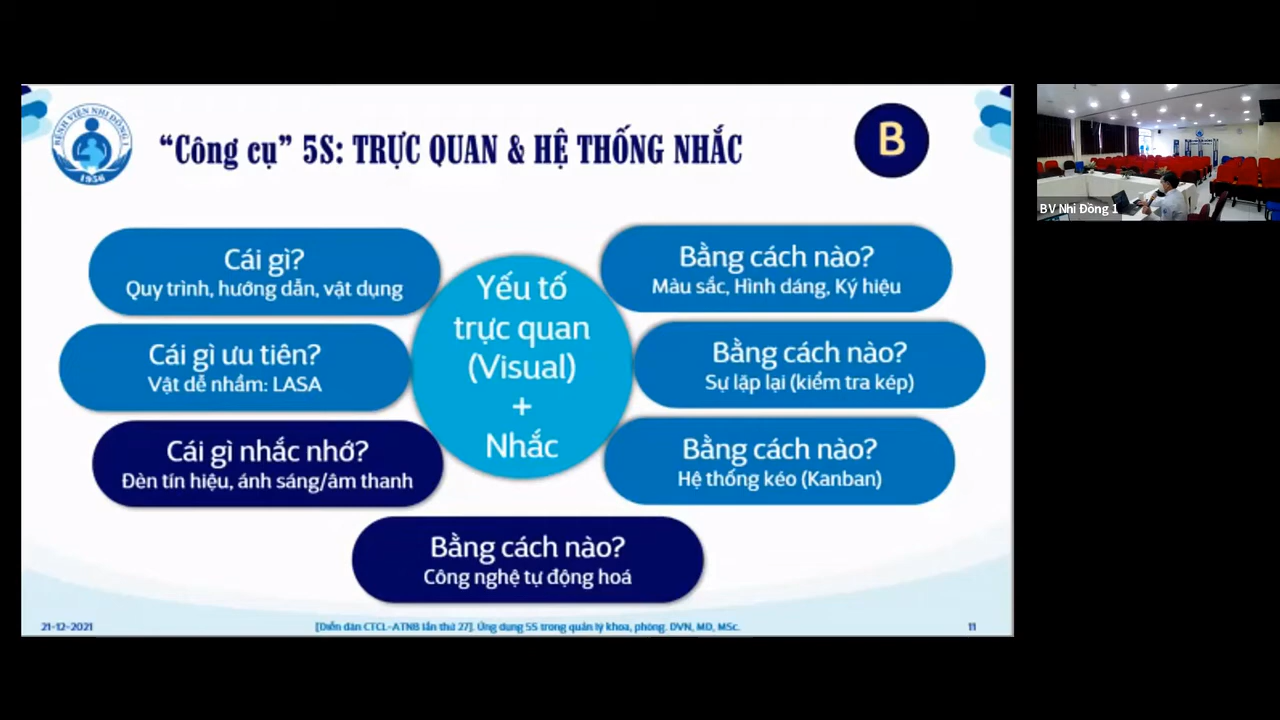 BỆNH VIỆN NHI ĐỒNG 1
1956
“Công cụ” 5S: TRỰC QUAN & HỆ THỐNG NHẮC
B
Cái gì?
Quy trình, hướng dẫn, vật dụng
Cái gì ưu tiên?
Vật dễ nhầm: LASA
Cái gì nhắc nhớ?
Đèn tín hiệu, ánh sáng/âm thanh
Yếu tố
trực quan
(Visual)
+
Nhắc
Bằng cách nào?
Màu sắc, Hình dáng, Ký hiệu
Bằng cách nào?
Sự lặp lại (kiểm tra kép)
Bằng cách nào?
Hệ thống kéo (Kanban)
Bằng cách nào?
Công nghệ tự động hoá
21-12-2021
[Diễn đàn CTCL-ATNB lần thứ 27]. Ứng dụng 5S trong quản lý khoa, phòng. DVN, MD, MSc.
11
BV Nhi Đồng 1